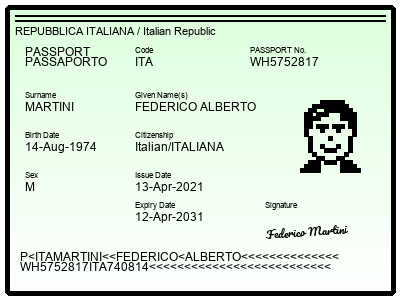 REPUBBLICA ITALIANA / Italian Republic
PASSPORT Code PASSPORT No.
PASSAPORTO ITA WH5752817
Surname Given Name(s)
MARTINI FEDERICO ALBERTO
Birth Date Citizenship
14-Aug-1974 Italian/ITALIANA
Sex Issue Date
M 13-Apr-2021
Expiry Date Signature
12-Apr-2031
Federico Martini
P<ITAMARTINI<<FEDERICO<ALBERTO<<<<<<<<<<<<<<
WH5752817ITA740814<<<<<<<<<<<<<<<<<<<<<<<<<<